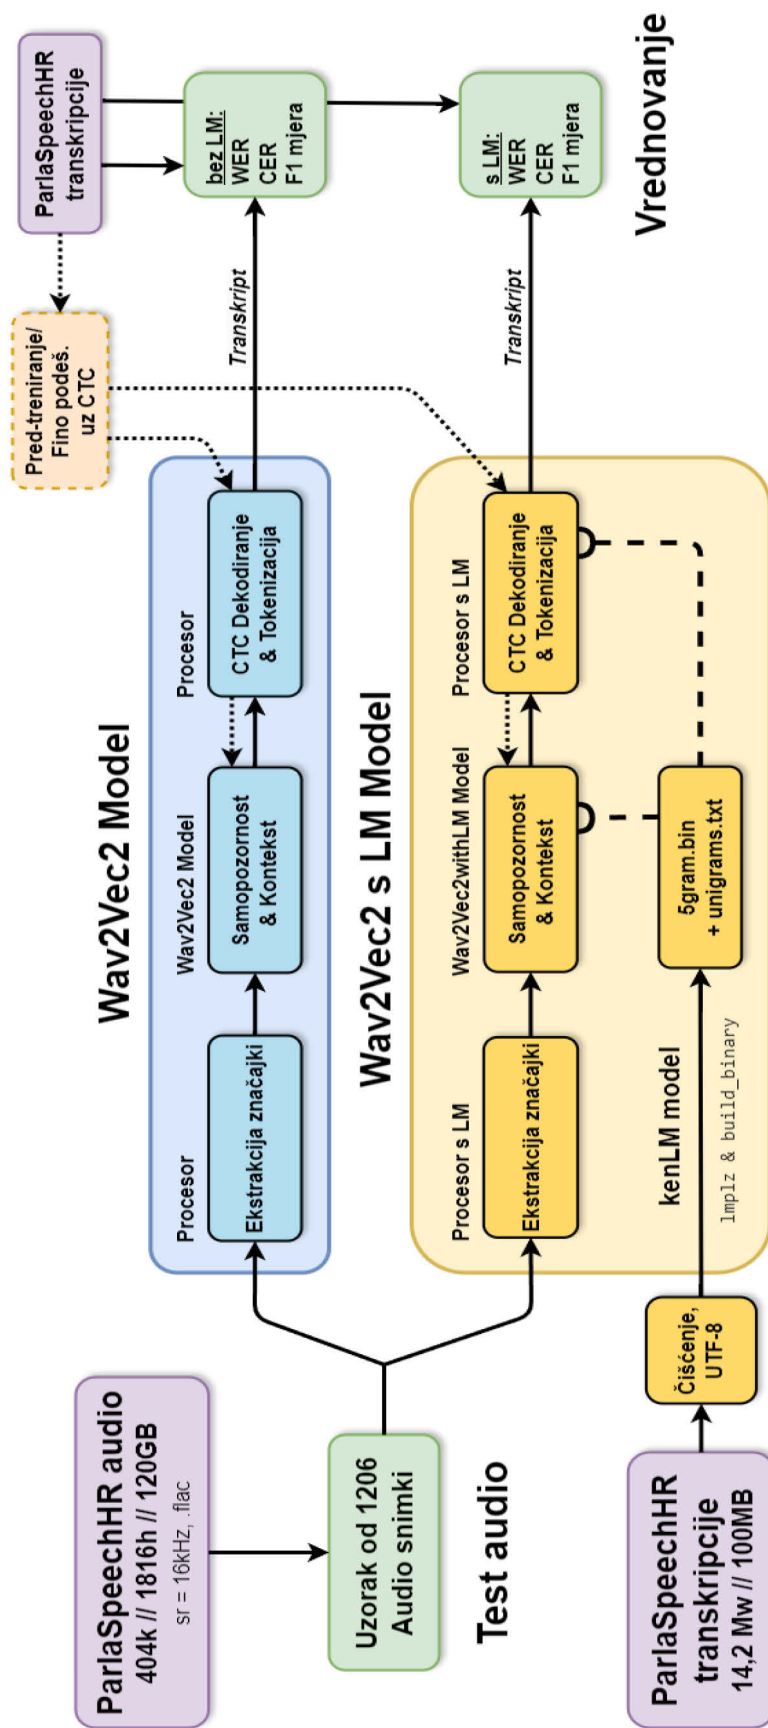 ParlaSpeechHR audio
404k // 1816h // 120GB
sr = 16kHz, .flac
Uzorak od 1206
Audio snimki
Test audio
ParlaSpeechHR
transkripcije
14,2 Mw // 100MB
Čišćenje,
UTF-8
Wav2Vec2 Model
Procesor
Ekstrakcija značajki
Wav2Vec2 Model
Samopozornost
& Kontekst
Procesor
CTC Dekodiranje
& Tokenizacija
Wav2Vec2 s LM Model
Procesor s LM
Ekstrakcija značajki
Wav2Vec2withLM Model
Samopozornost
& Kontekst
Procesor s LM
CTC Dekodiranje
& Tokenizacija
kenLM model
lmplz & build_binary
5gram.bin
+ unigrams.txt
Pred-treniranje/
Fino podeš.
uz CTC
ParlaSpeechHR
transkripcije
Transkript
bez LM:
WER
CER
F1 mjera
Transkript
s LM:
WER
CER
F1 mjera
Vrednovanje